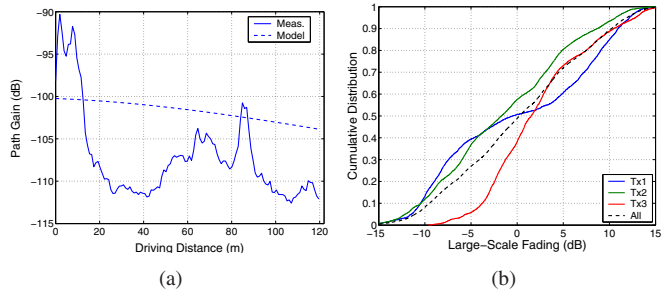 −90
−95
−100
−105
−110
−115
Path Gain (dB)
Meas.
Model
0 20 40 60 80 100 120
Driving Distance (m)
(a)
1
0.9
0.8
0.7
0.6
0.5
0.4
0.3
0.2
0.1
0
Cumulative Distribution
Tx1
Tx2
Tx3
All
−15 −10 −5 0 5 10 15
Large−Scale Fading (dB)
(b)